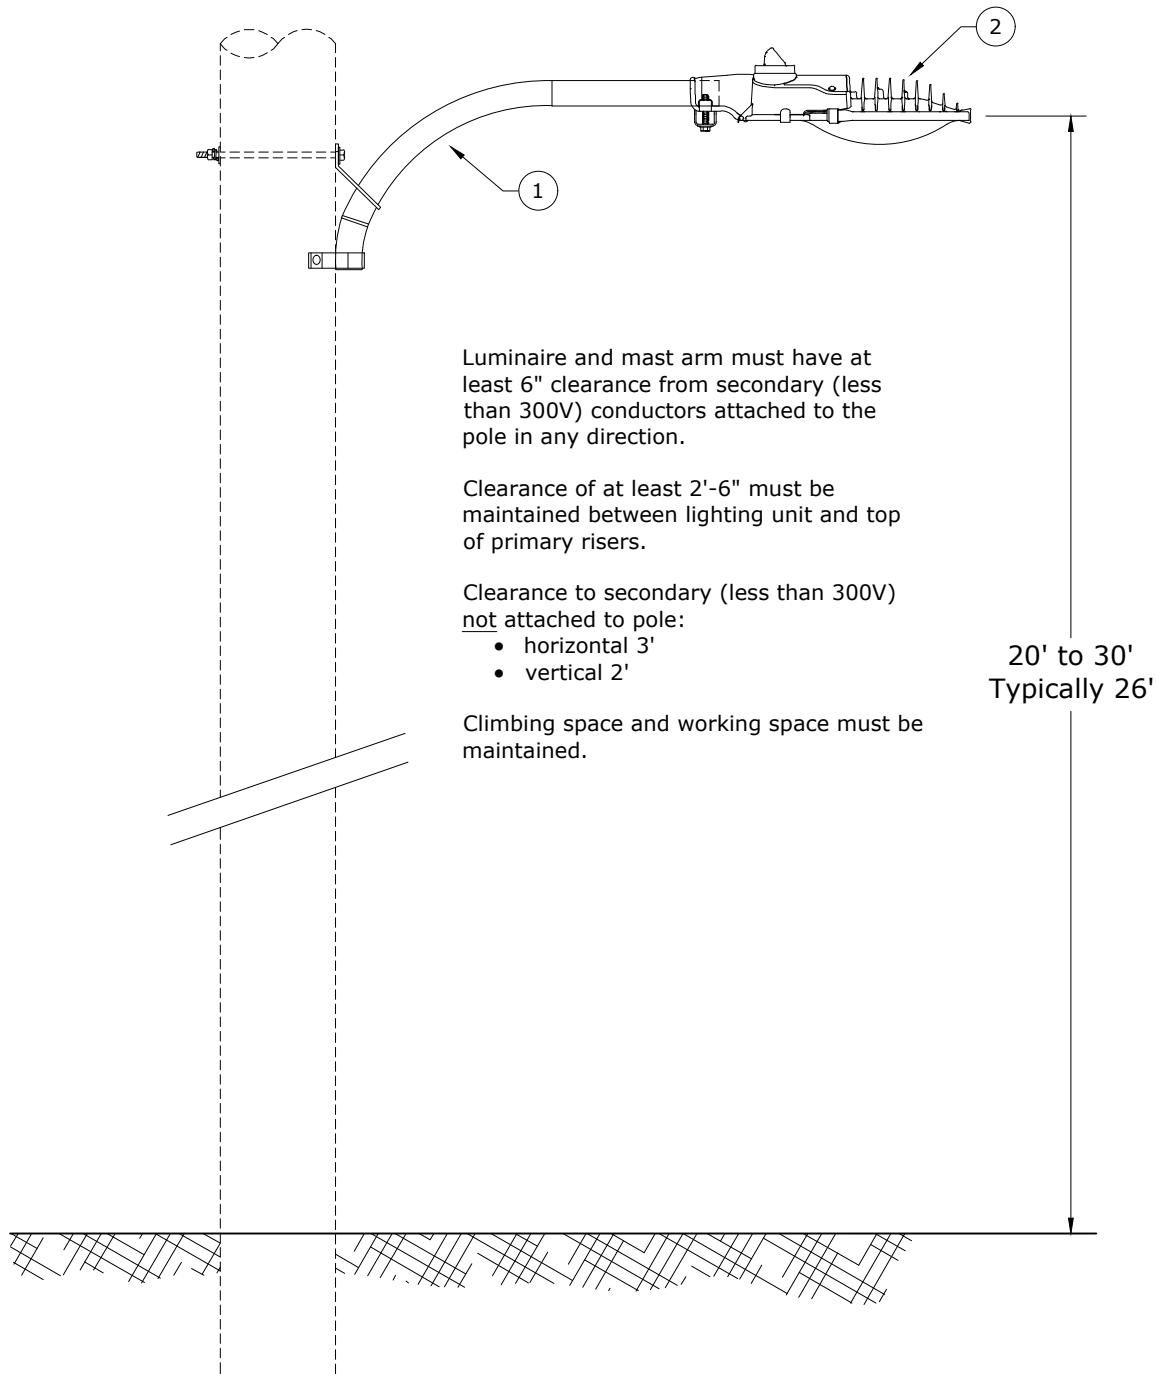 2
1
Luminaire and mast arm must have at
least 6" clearance from secondary (less
than 300V) conductors attached to the
pole in any direction.
Clearance of at least 2'-6" must be
maintained between lighting unit and top
of primary risers.
Clearance to secondary (less than 300V)
not attached to pole:
• horizontal 3'
• vertical 2'
20' to 30'
Typically 26'
Climbing space and working space must be
maintained.